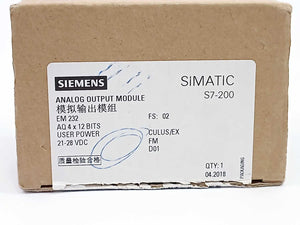 SIEMENS
SIMATIC
S7-200
ANALOG OUTPUT MODULE
模拟输出模组
EM 232
FS: 02
AQ 4 x 12 BITS
USER POWER
21-28 VDC
CULUS/EX
FM
D01
质量检验合格
QTY: 1
04.2018
PACKAGING